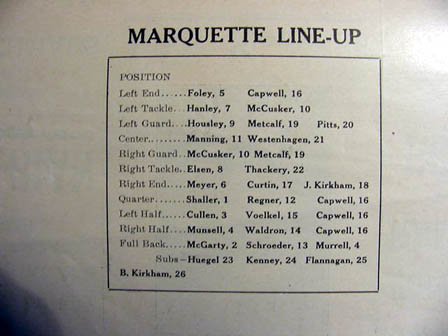 MARQUETTE LINE-UP
POSITION
Left End......Foley, 5 Capwell, 16
Left Tackle...Hanley, 7 McCusker, 10
Left Guard....Housley, 9 Metcalf, 19 Pitts, 20
Center.........Manning, 11 Westenhagen, 21
Right Guard..McCusker, 10 Metcalf, 19
Right Tackle..Elsen, 8 Thackery, 22
Right End.....Meyer, 6 Curtin, 17 J. Kirkham, 18
Quarter.......Shaller, 1 Regner, 12 Capwell, 16
Left Half.....Cullen, 3 Voelkel, 15 Capwell, 16
Right Half....Munsell, 4 Waldron, 14 Capwell, 16
Full Back.....McGarty, 2 Schroeder, 13 Murrell, 4
Subs—Huegel 23 Kenney, 24 Flannagan, 25
B. Kirkham, 26